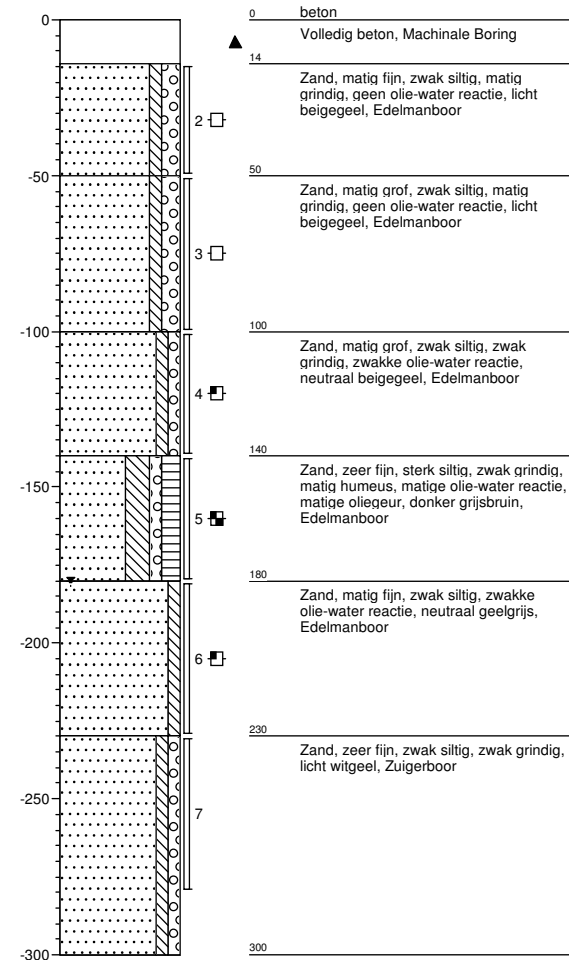 0
beton
0
Volledig beton, Machinale Boring
14
Zand, matig fijn, zwak siltig, matig
grindig, geen olie-water reactie, licht
beigegeel, Edelmanboor
2
-50
50
Zand, matig grof, zwak siltig, matig
grindig, geen olie-water reactie, licht
beigegeel, Edelmanboor
3
-100
100
Zand, matig grof, zwak siltig, zwak
grindig, zwakke olie-water reactie,
neutraal beigegeel, Edelmanboor
4
140
-150
Zand, zeer fijn, sterk siltig, zwak grindig,
matig humeus, matige olie-water reactie,
matige oliegeur, donker grijsbruin,
Edelmanboor
5
180
Zand, matig fijn, zwak siltig, zwakke
olie-water reactie, neutraal geelgrijs,
Edelmanboor
-200
6
230
Zand, zeer fijn, zwak siltig, zwak grindig,
licht witgeel, Zuigerboor
-250
7
-300
300